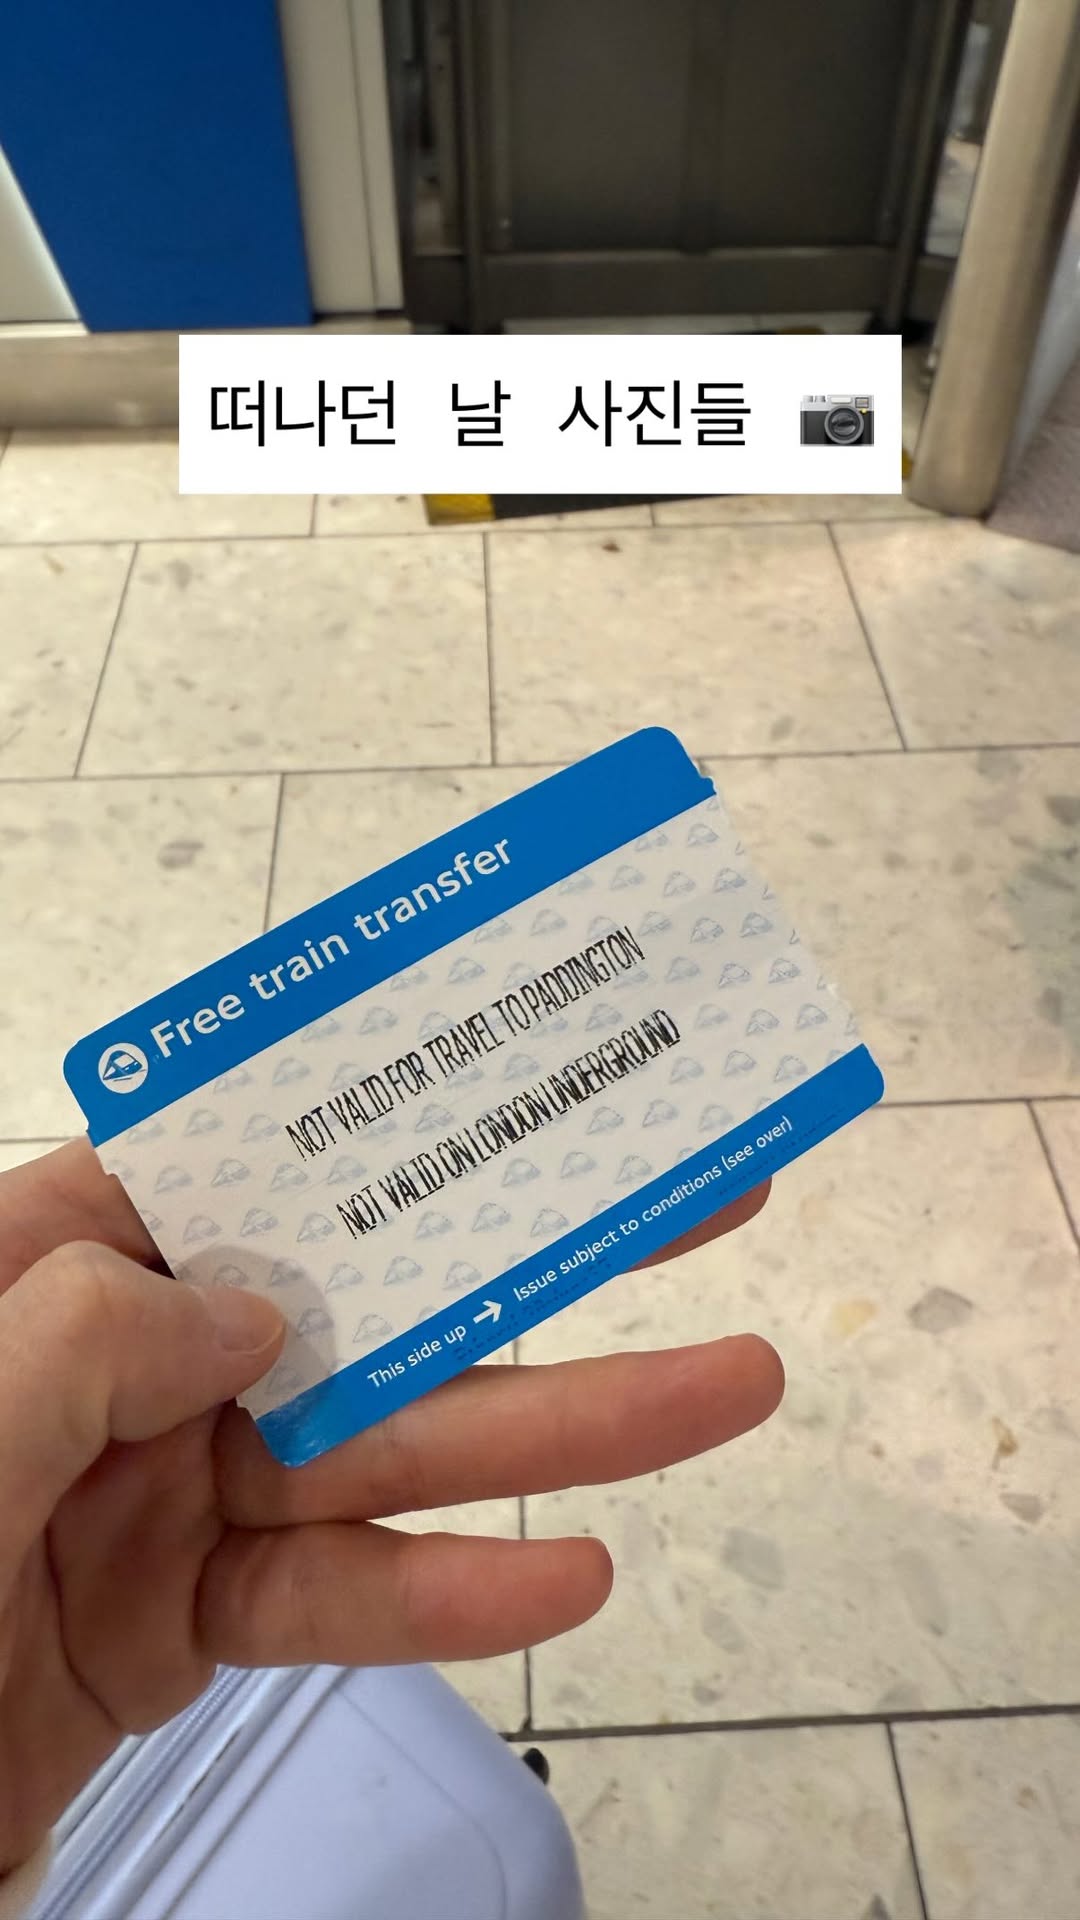 떠나던 날 사진들 📷
Free train transfer
NOT VALID FOR TRAVEL TO PADDINGTON
NOT VALID ON LONDON UNDERGROUND
This side up → Issue subject to conditions (see over)